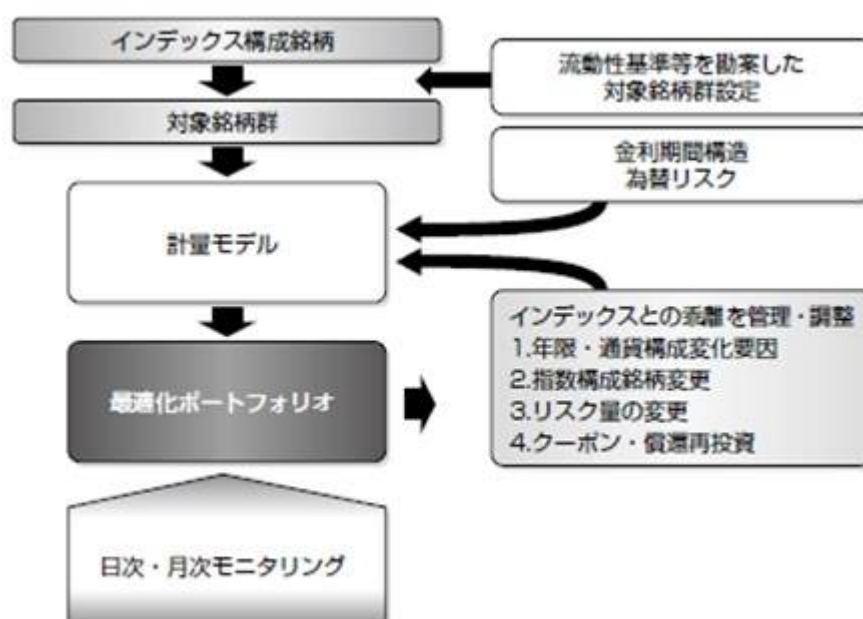 インデックス構成銘柄
流動性基準等を勘案した
対象銘柄群設定
対象銘柄群
金利期間構造
為替リスク
計量モデル
インデックスとの乖離を管理・調整
1.年限・通貨構成変化要因
2.指数構成銘柄変更
3.リスク量の変更
4.クーポン・償還再投資
最適化ポートフォリオ
日次・月次モニタリング